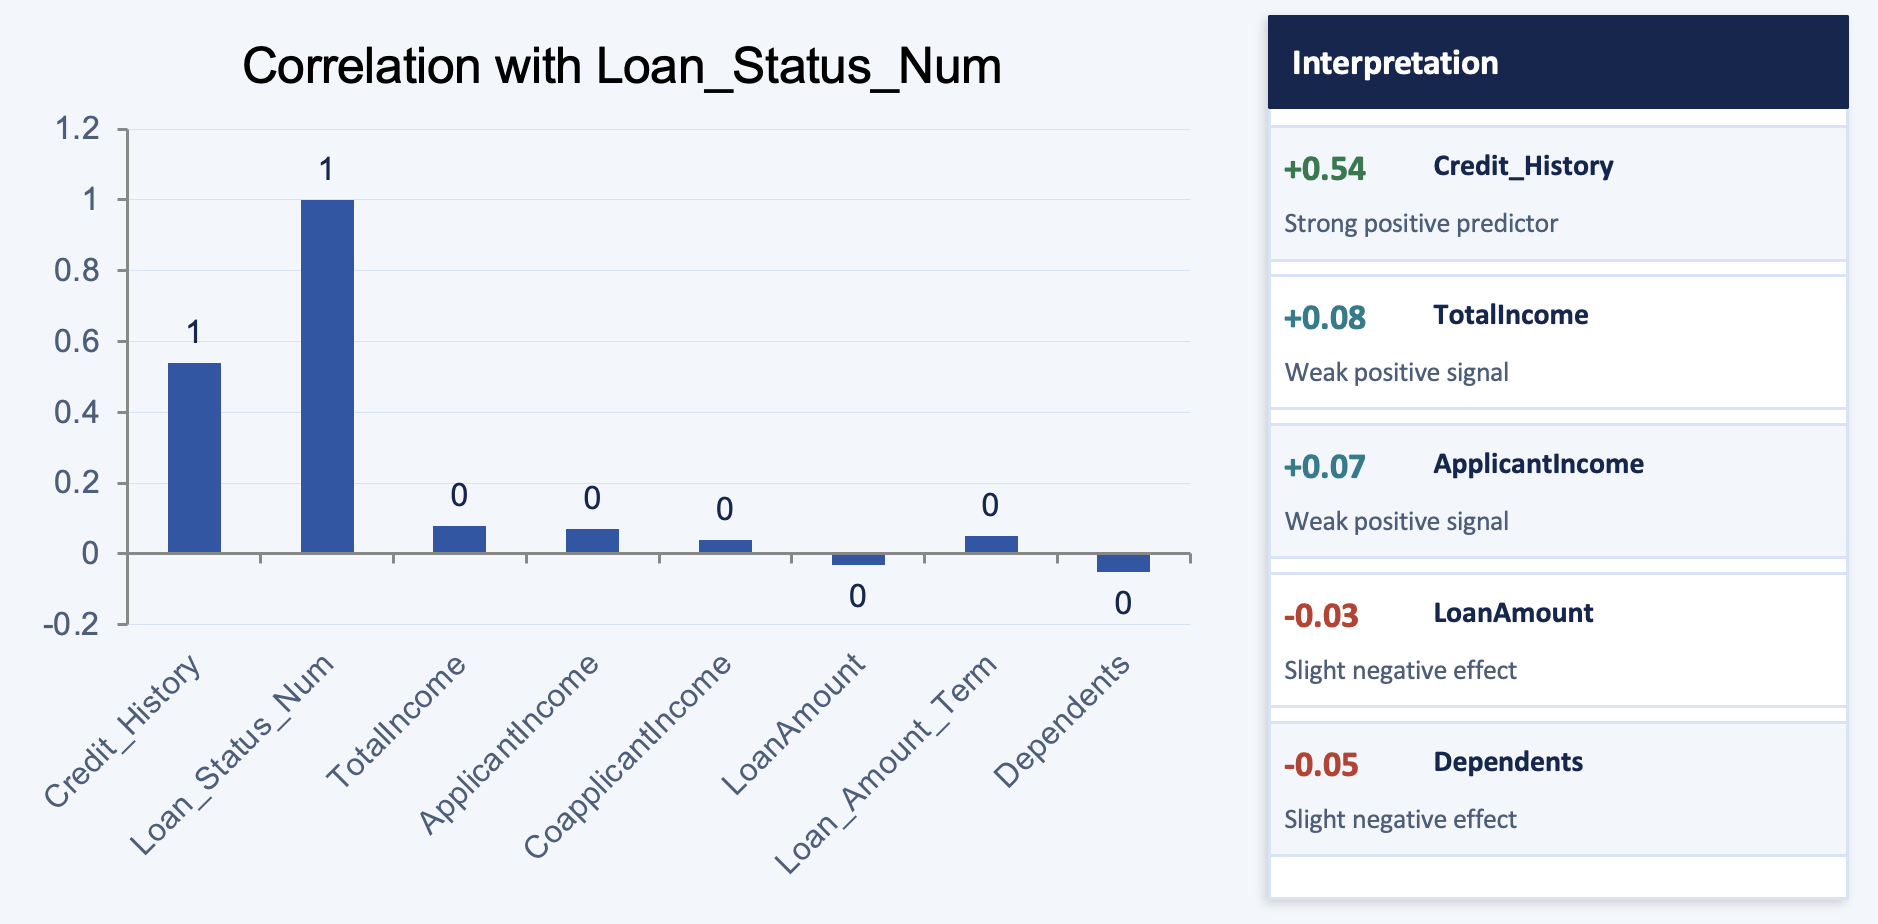 Correlation with Loan_Status_Num
1.2
1
0.8
0.6
0.4
0.2
0
-0.2
1
1
0
0
0
0
0
0
Credit_History
Loan_Status_Num
TotalIncome
ApplicantIncome
CoapplicantIncome
LoanAmount
Loan_Amount_Term
Dependents
Interpretation
+0.54 Credit_History
Strong positive predictor
+0.08 TotalIncome
Weak positive signal
+0.07 ApplicantIncome
Weak positive signal
-0.03 LoanAmount
Slight negative effect
-0.05 Dependents
Slight negative effect